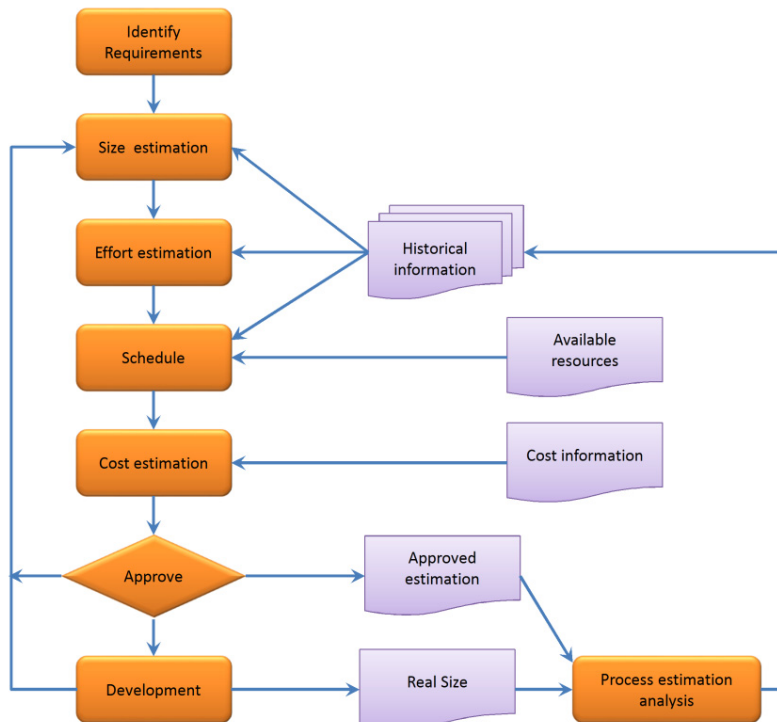 Identify
Requirements
Size estimation
Effort estimation
Historical
information
Schedule
Available
resources
Cost estimation
Cost information
Approve
Approved
estimation
Development
Real Size
Process estimation
analysis